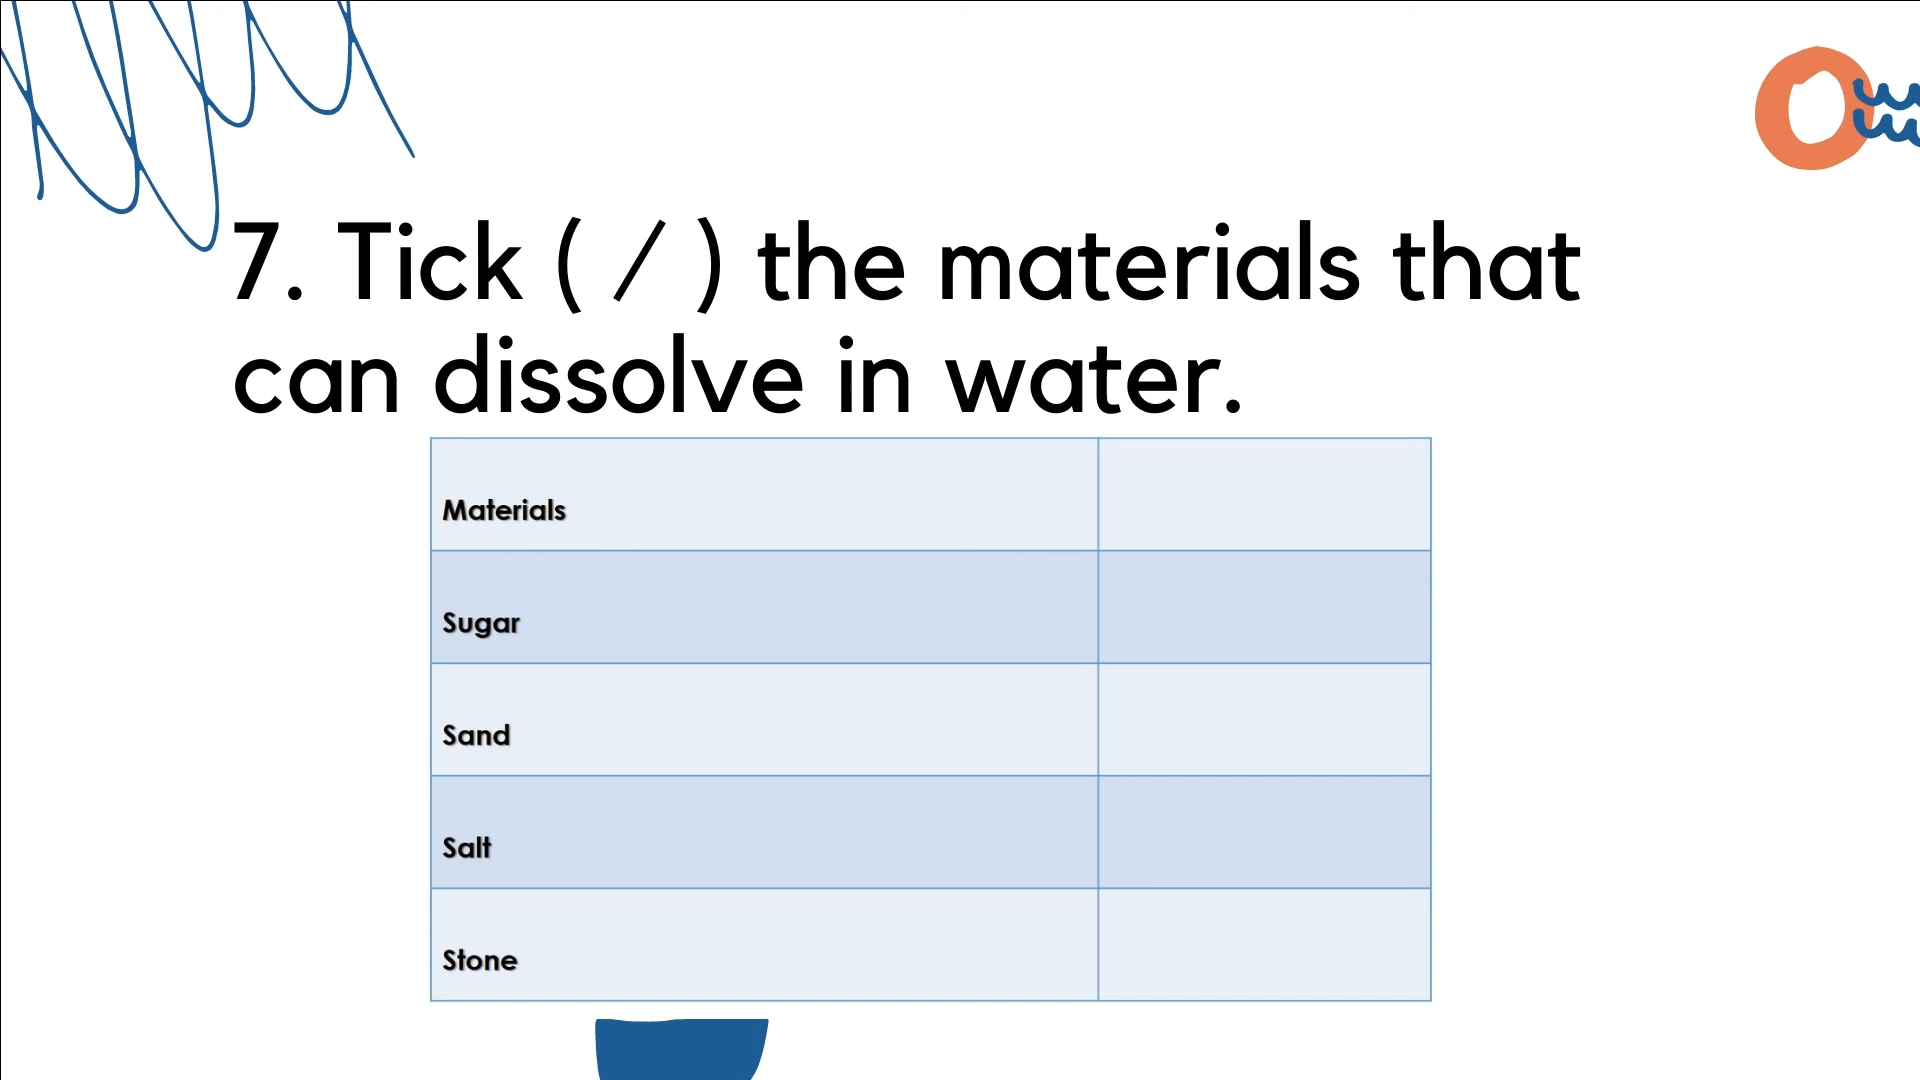 7. Tick ( / ) the materials that
can dissolve in water.
Materials
Sugar
Sand
Salt
Stone